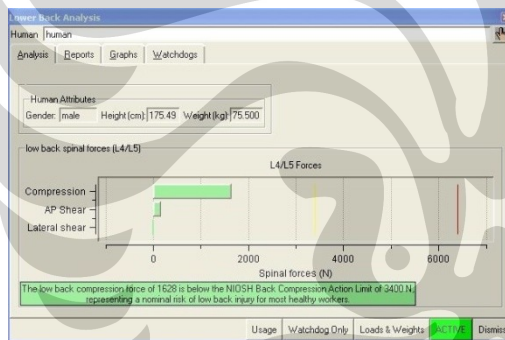 Lower Back Analysis
Human human
Analysis Reports Graphs Watchdogs
Human Attributes
Gender: male Height (cm): 175.49 Weight (kg): 75.500
low back spinal forces (L4/L5)
L4/L5 Forces
Compression
AP Shear
Lateral shear
0 2000 4000 6000
Spinal forces (N)
The low back compression force of 1628 is below the NIOSH Back Compression Action Limit of 3400 N,
representing a nominal risk of low back injury for most healthy workers.
Usage Watchdog Only Loads & Weights ACTIVE Dismiss